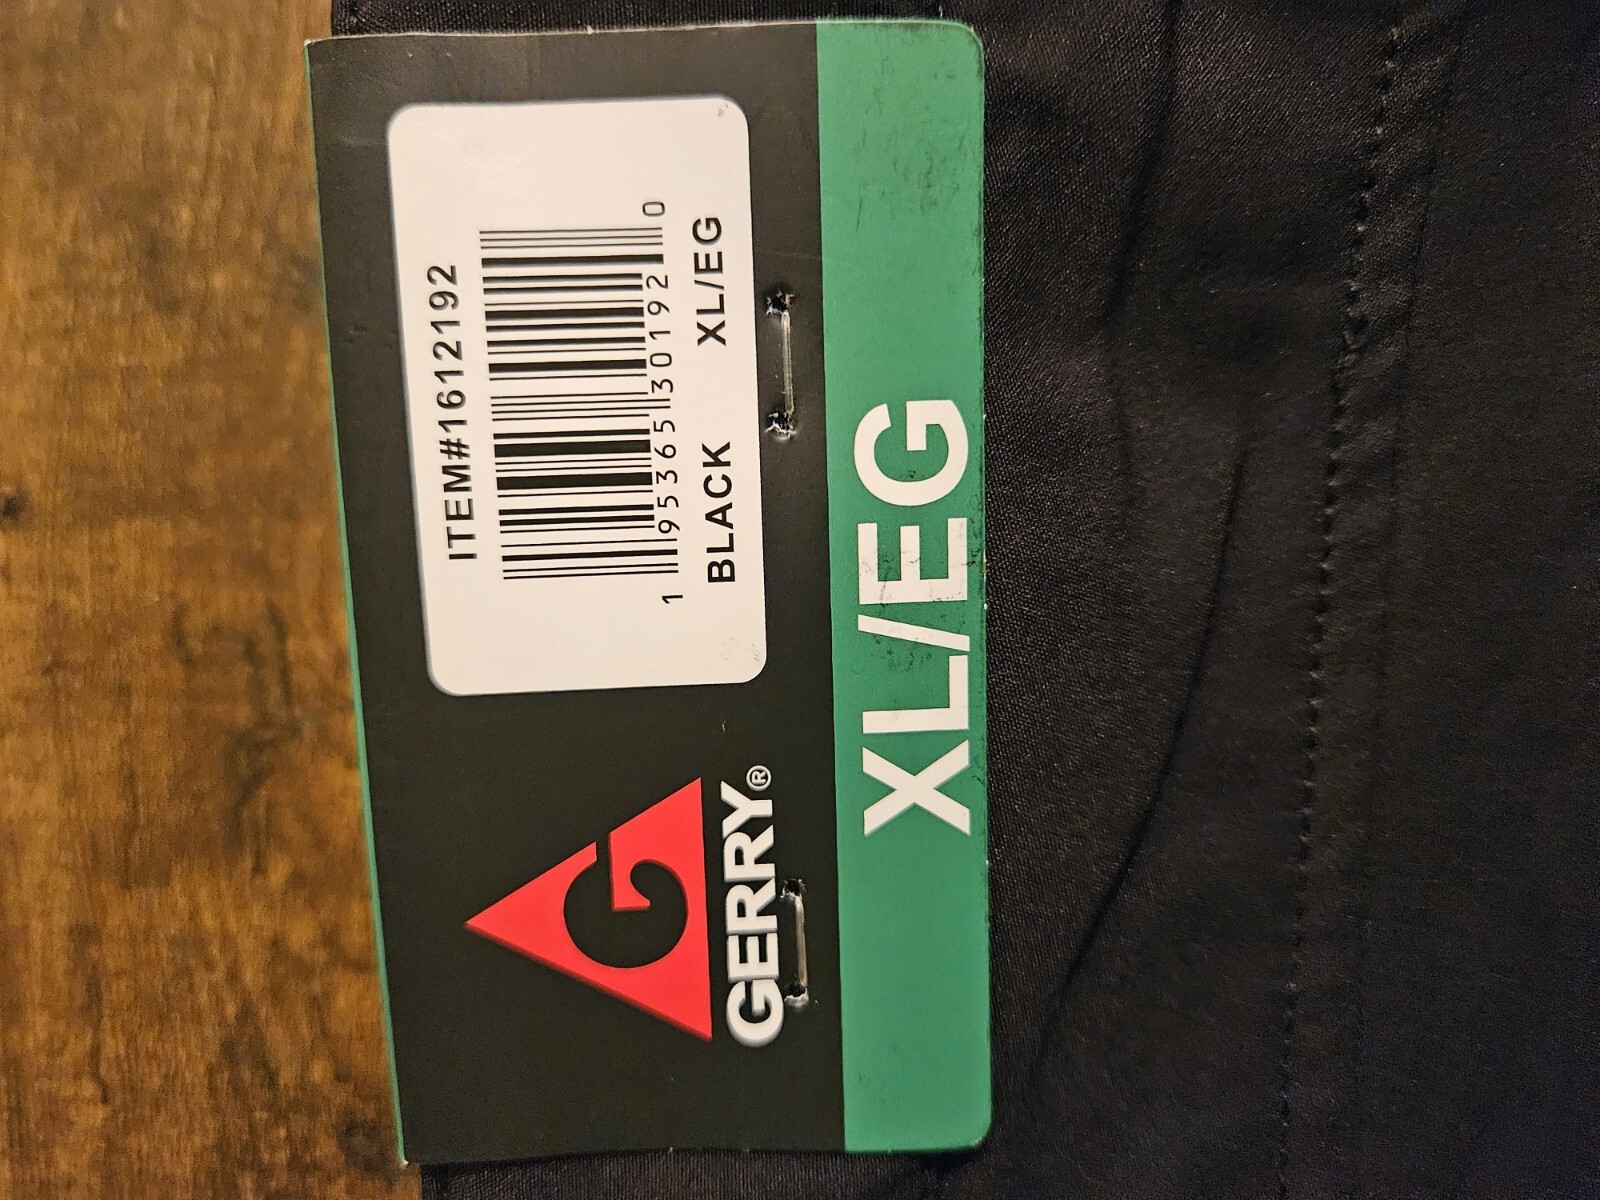 GERRY®
ITEM#1612192
1 95365 30192 0
BLACK XL/EG
XL/EG